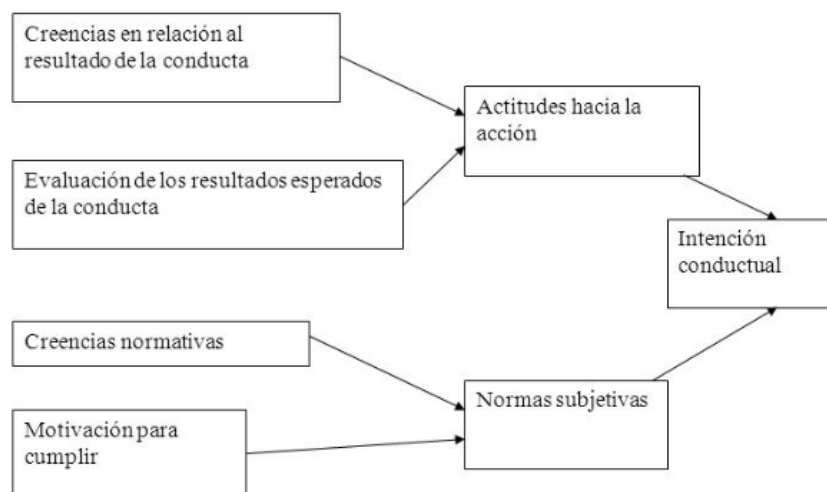 Creencias en relación al
resultado de la conducta
Actitudes hacia la
acción
Evaluación de los resultados esperados
de la conducta
Intención
conductual
Creencias normativas
Normas subjetivas
Motivación para
cumplir